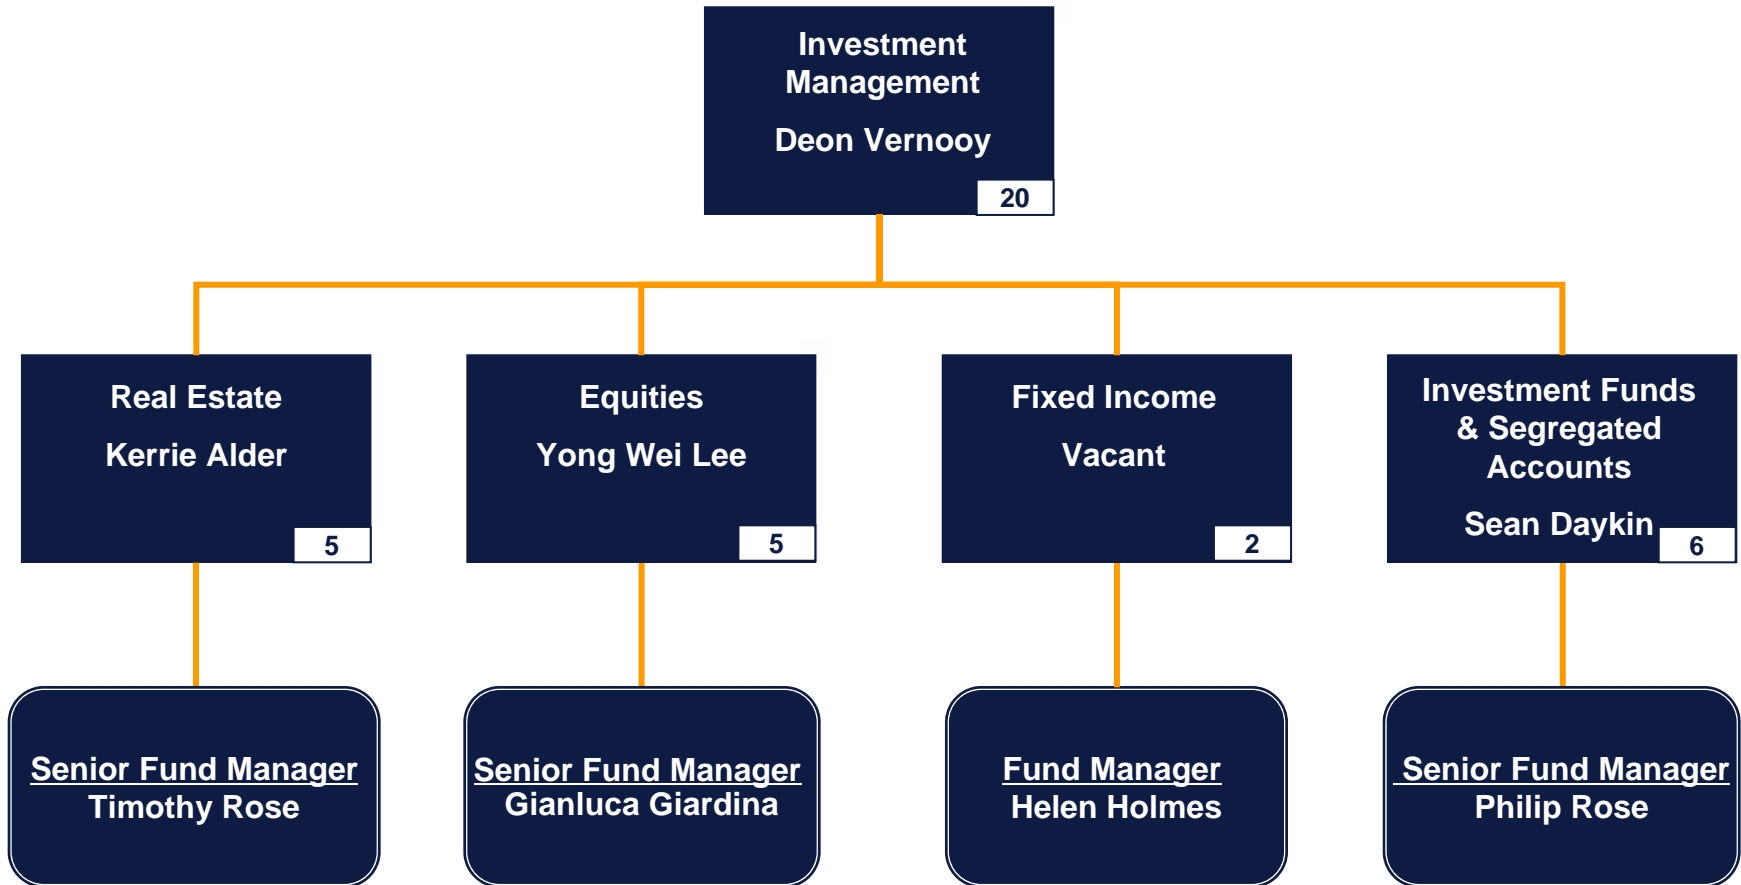 Investment
Management
Deon Vernooy
20
Real Estate
Kerrie Alder
5
Equities
Yong Wei Lee
5
Fixed Income
Vacant
2
Investment Funds
& Segregated
Accounts
Sean Daykin
6
Senior Fund Manager
Timothy Rose
Senior Fund Manager
Gianluca Giardina
Fund Manager
Helen Holmes
Senior Fund Manager
Philip Rose